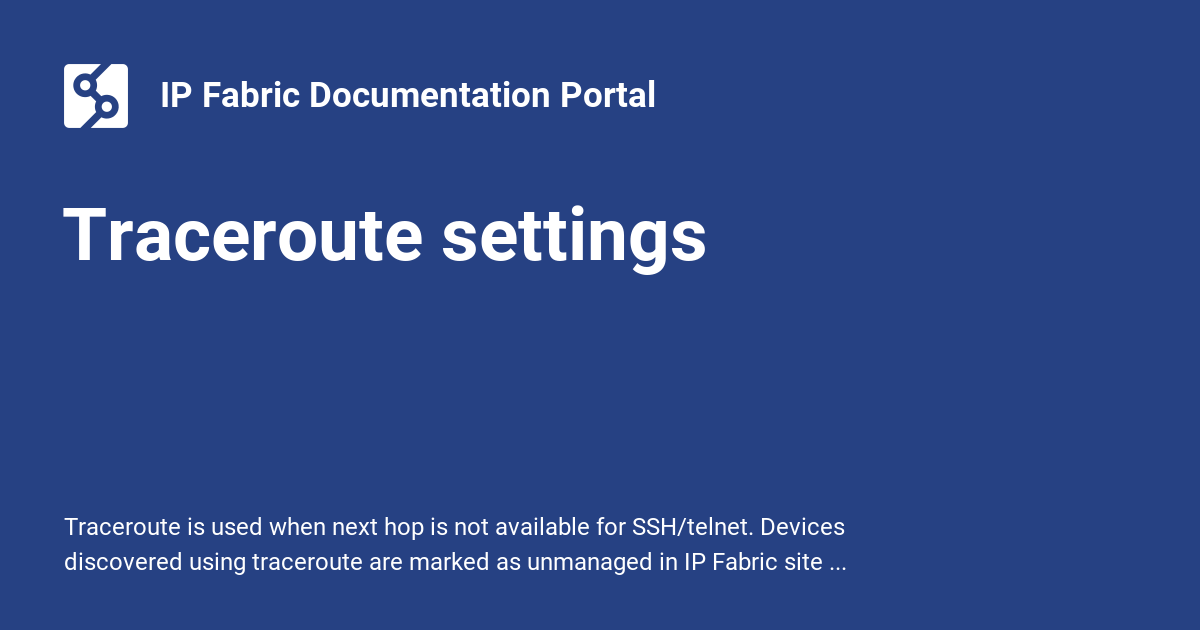 IP Fabric Documentation Portal
Traceroute settings
Traceroute is used when next hop is not available for SSH/telnet. Devices
discovered using traceroute are marked as unmanaged in IP Fabric site ...